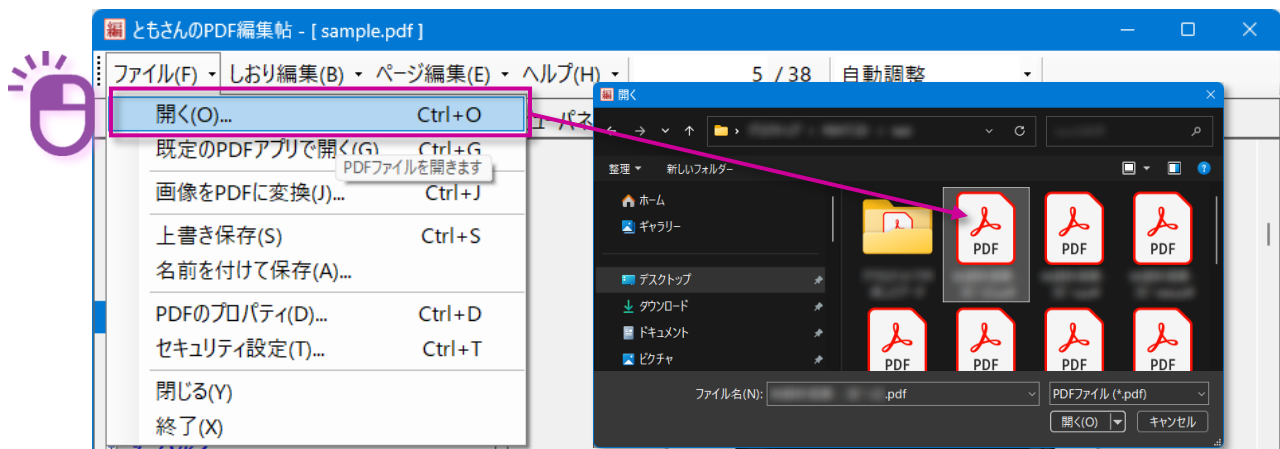 編 ともさんのPDF編集帖 - [ sample.pdf ]
ファイル(F) しおり編集(B) ページ編集(E) ヘルプ(H) 5 / 38 自動調整
開く(O)... Ctrl+O
既定のPDFアプリで開く(G) Ctrl+G
PDFファイルを開きます
画像をPDFに変換(J)... Ctrl+J
上書き保存(S) Ctrl+S
名前を付けて保存(A)...
PDFのプロパティ(D)... Ctrl+D
セキュリティ設定(T)... Ctrl+T
閉じる(Y)
終了(X)
編 開く
整理 新しいフォルダー
ホーム
ギャラリー
デスクトップ
ダウンロード
ドキュメント
ピクチャ
PDF PDF PDF
PDF PDF PDF PDF
ファイル名(N): .pdf PDFファイル (*.pdf)
開く(O) キャンセル